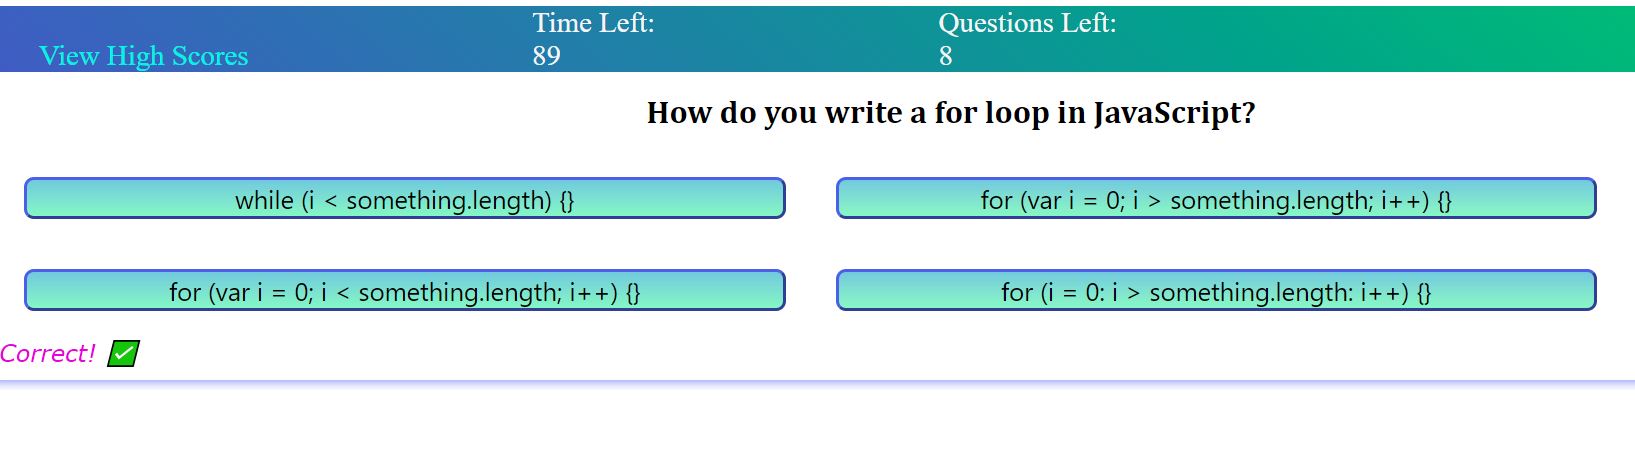 Time Left:
Questions Left:
View High Scores
89
8
How do you write a for loop in JavaScript?
while (i < something.length) {}
for (var i = 0; i > something.length; i++) {}
for (var i = 0; i < something.length; i++) {}
for (i = 0: i > something.length: i++) {}
Correct! ✅